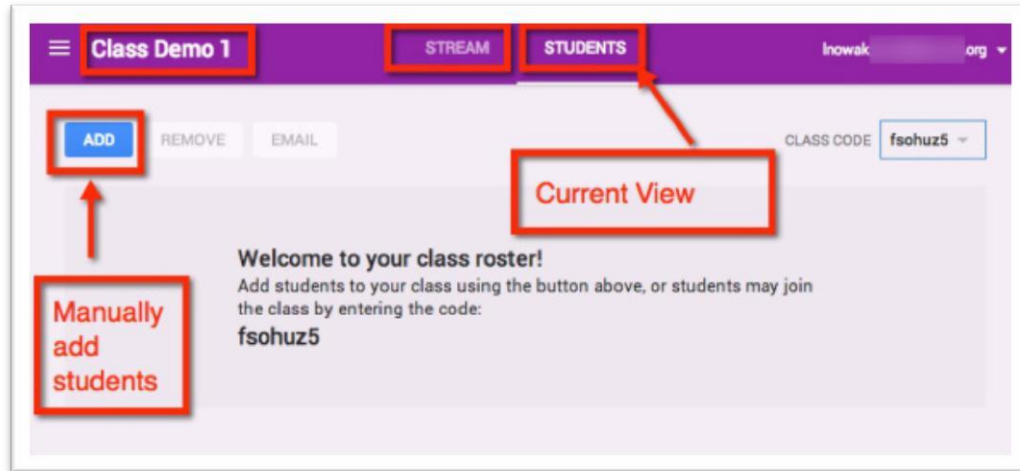 Class Demo 1 STREAM STUDENTS lnowak org
ADD REMOVE EMAIL CLASS CODE fsohuz5
Current View
Welcome to your class roster!
Add students to your class using the button above, or students may join
the class by entering the code:
fsohuz5
Manually
add
students